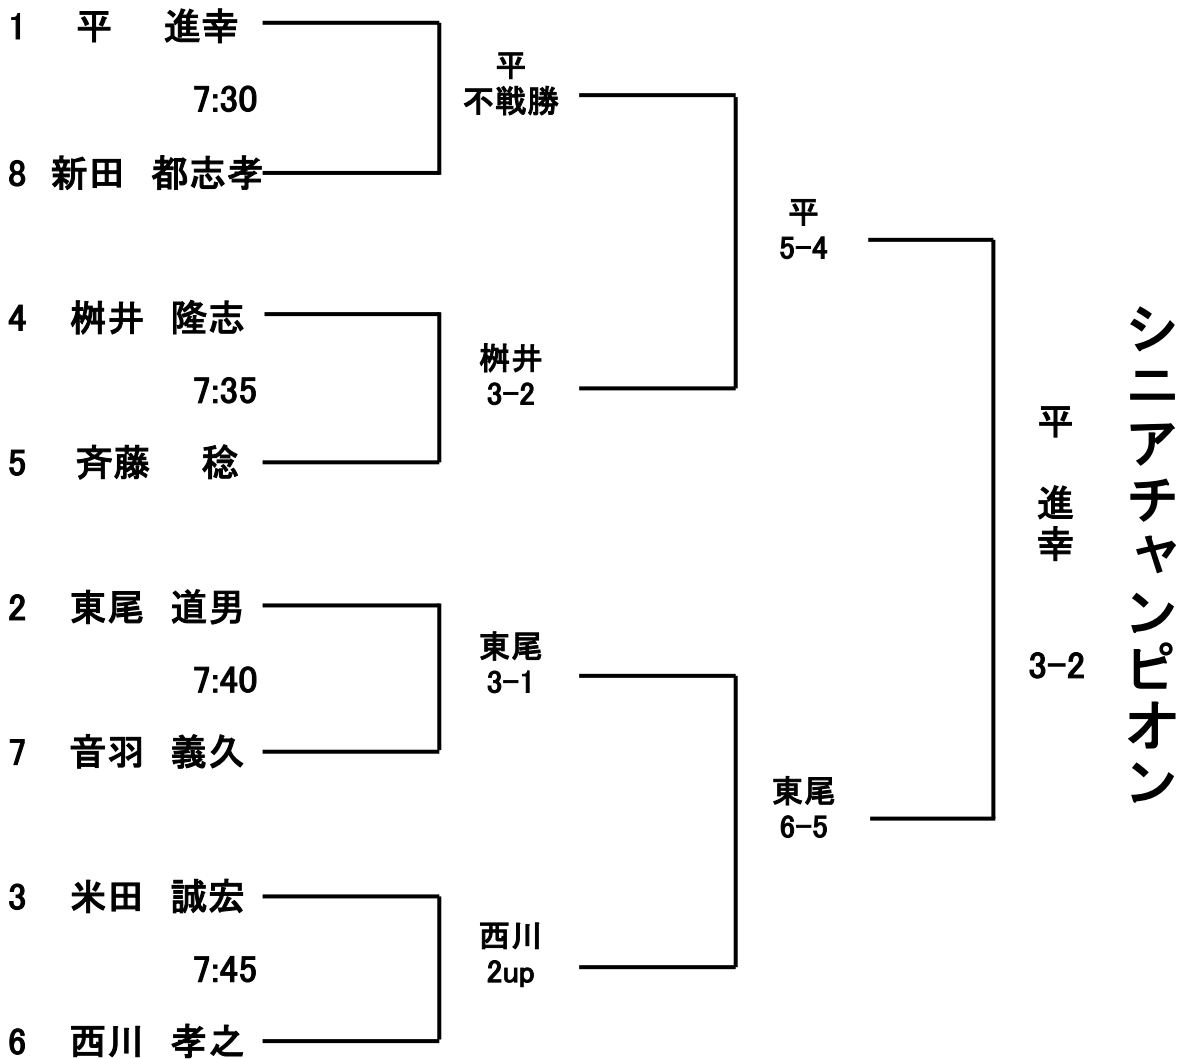 1 平 進幸
7:30
8 新田 都志孝
平
不戦勝
4 桝井 隆志
7:35
5 斉藤 稔
桝井
3-2
平
5-4
2 東尾 道男
7:40
7 音羽 義久
東尾
3-1
3 米田 誠宏
7:45
6 西川 孝之
西川
2up
東尾
6-5
平 進幸 3-2
シニアチャンピオン